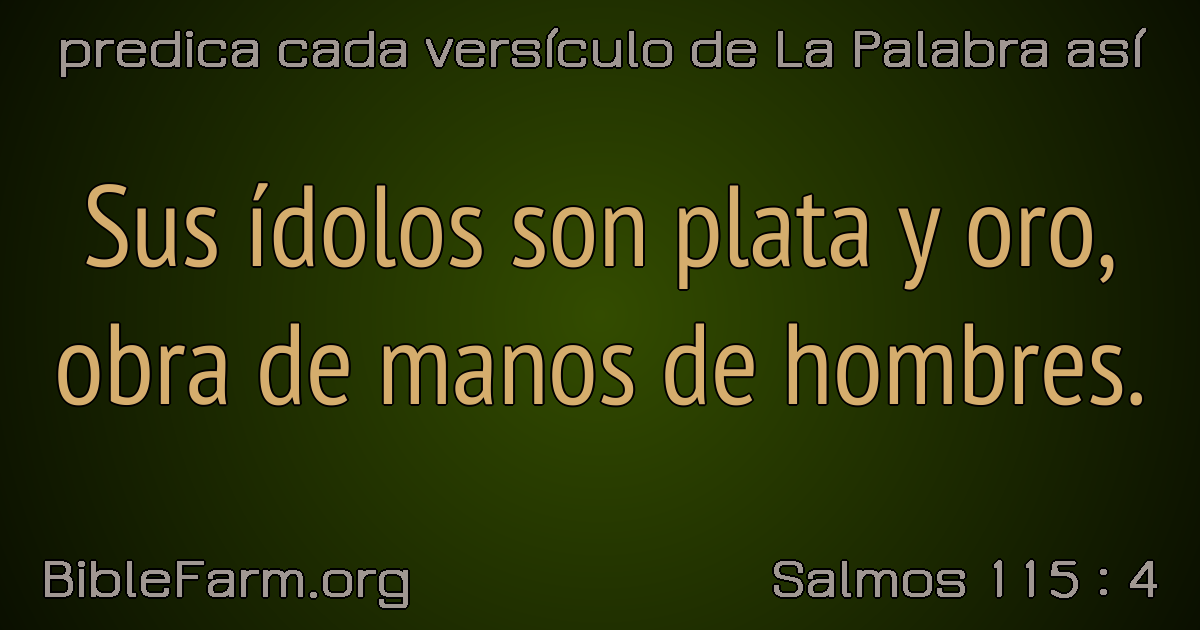 predica cada versículo de La Palabra así
Sus ídolos son plata y oro,
obra de manos de hombres.
BibleFarm.org
Salmos 115 : 4